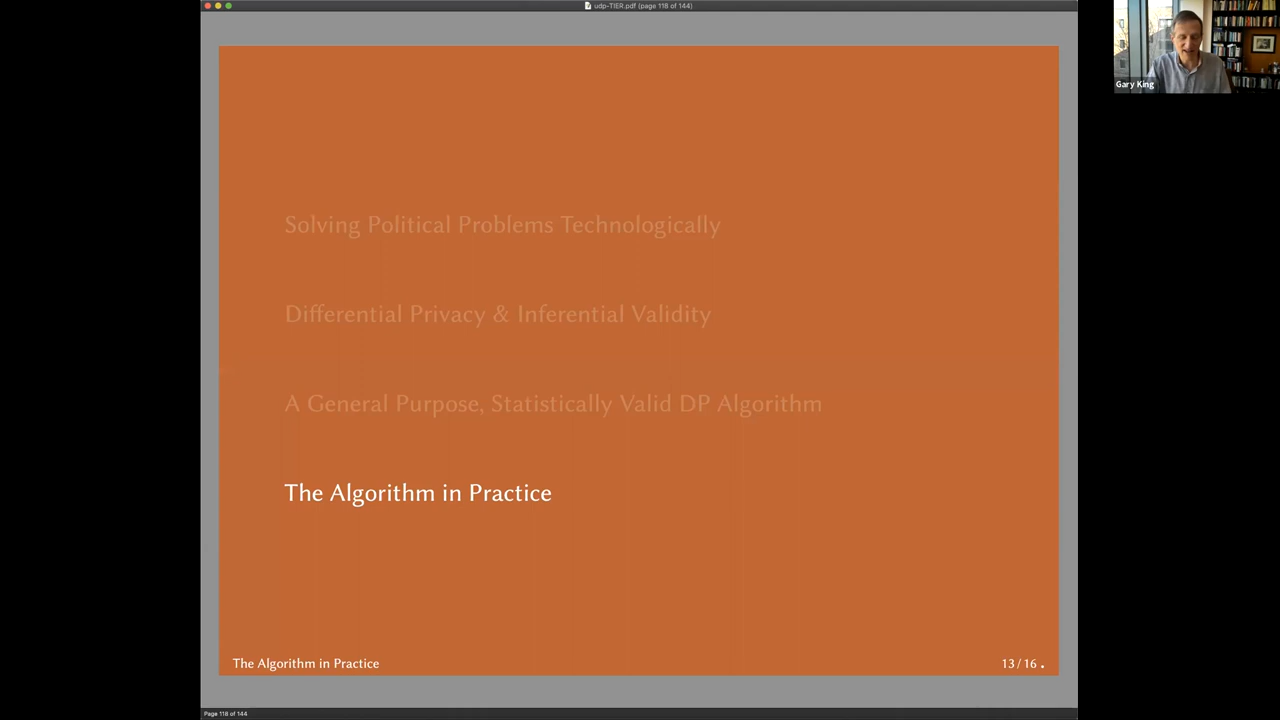 udp-TIER.pdf (page 118 of 144)
Gary King
Solving Political Problems Technologically
Differential Privacy & Inferential Validity
A General Purpose, Statistically Valid DP Algorithm
The Algorithm in Practice
The Algorithm in Practice
13 / 16 .
Page 118 of 144